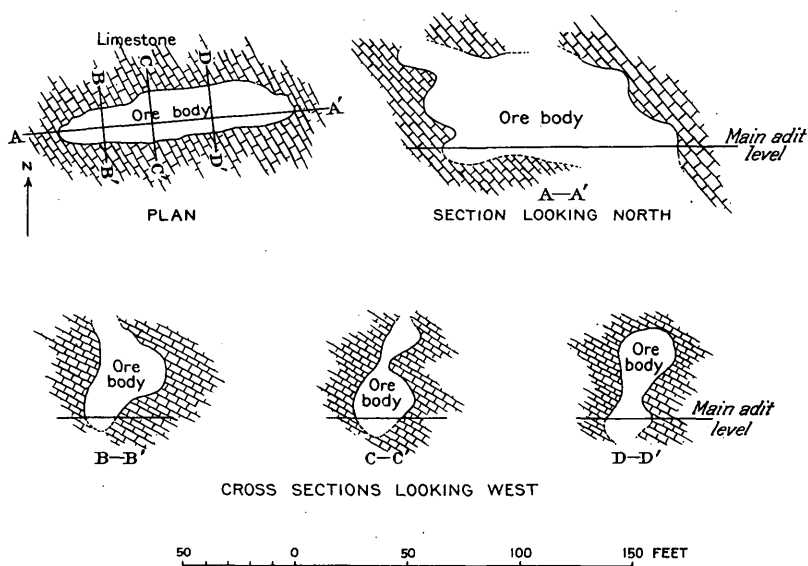 Limestone
B C D
Ore body
A A′
B′ C′ D′
N
PLAN
Ore body
Main adit
level
A—A′
SECTION LOOKING NORTH
Ore
body
B—B′
Ore
body
C—C′
Ore
body
D—D′
Main adit
level
CROSS SECTIONS LOOKING WEST
50 0 50 100 150 FEET